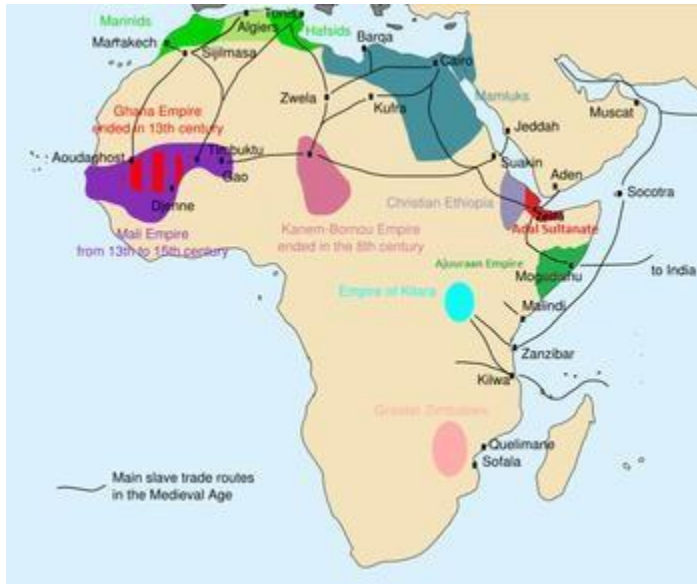 Marinids
Tunis
Algiers
Hafsids
Marrakech
Sijilmasa
Barqa
Cairo
Zwela
Kufra
Mamluks
Muscat
Ghana Empire
ended in 13th century
Jeddah
Aoudaghost
Timbuktu
Gao
Suakin
Aden
Djenne
Socotra
Christian Ethiopia
Zeila
Adal Sultanate
Mali Empire
from 13th to 15th century
Kanem-Bornou Empire
ended in the 8th century
Ajuuraan Empire
Mogadishu
to India
Empire of Kitara
Malindi
Zanzibar
Kilwa
Greater Zimbabwe
Quelimane
Sofala
Main slave trade routes
in the Medieval Age